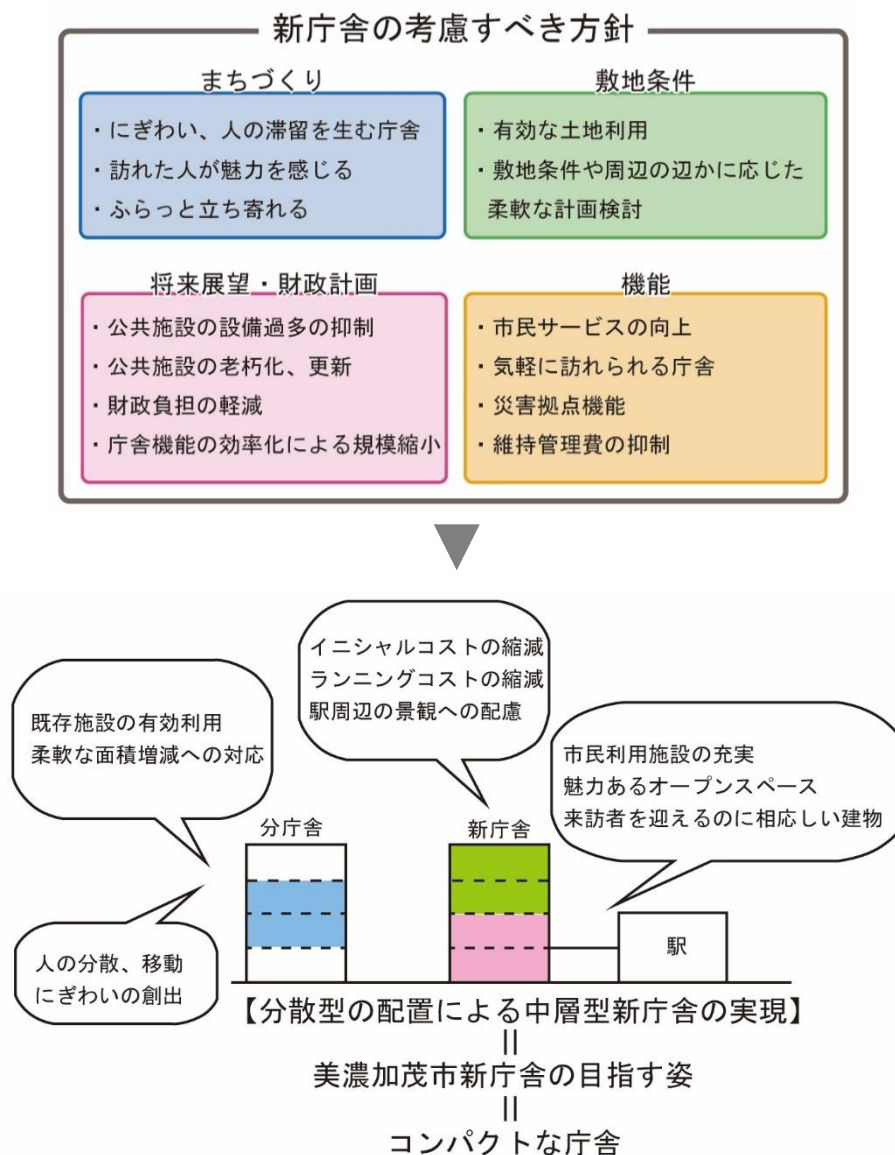 新庁舎の考慮すべき方針
まちづくり
・にぎわい、人の滞留を生む庁舎
・訪れた人が魅力を感じる
・ふらっと立ち寄れる
敷地条件
・有効な土地利用
・敷地条件や周辺の辺かに応じた
柔軟な計画検討
将来展望・財政計画
・公共施設の設備過多の抑制
・公共施設の老朽化、更新
・財政負担の軽減
・庁舎機能の効率化による規模縮小
機能
・市民サービスの向上
・気軽に訪れられる庁舎
・災害拠点機能
・維持管理費の抑制
イニシャルコストの縮減
ランニングコストの縮減
駅周辺の景観への配慮
既存施設の有効利用
柔軟な面積増減への対応
市民利用施設の充実
魅力あるオープンスペース
来訪者を迎えるのに相応しい建物
分庁舎
新庁舎
駅
人の分散、移動
にぎわいの創出
【分散型の配置による中層型新庁舎の実現】
||
美濃加茂市新庁舎の目指す姿
||
コンパクトな庁舎